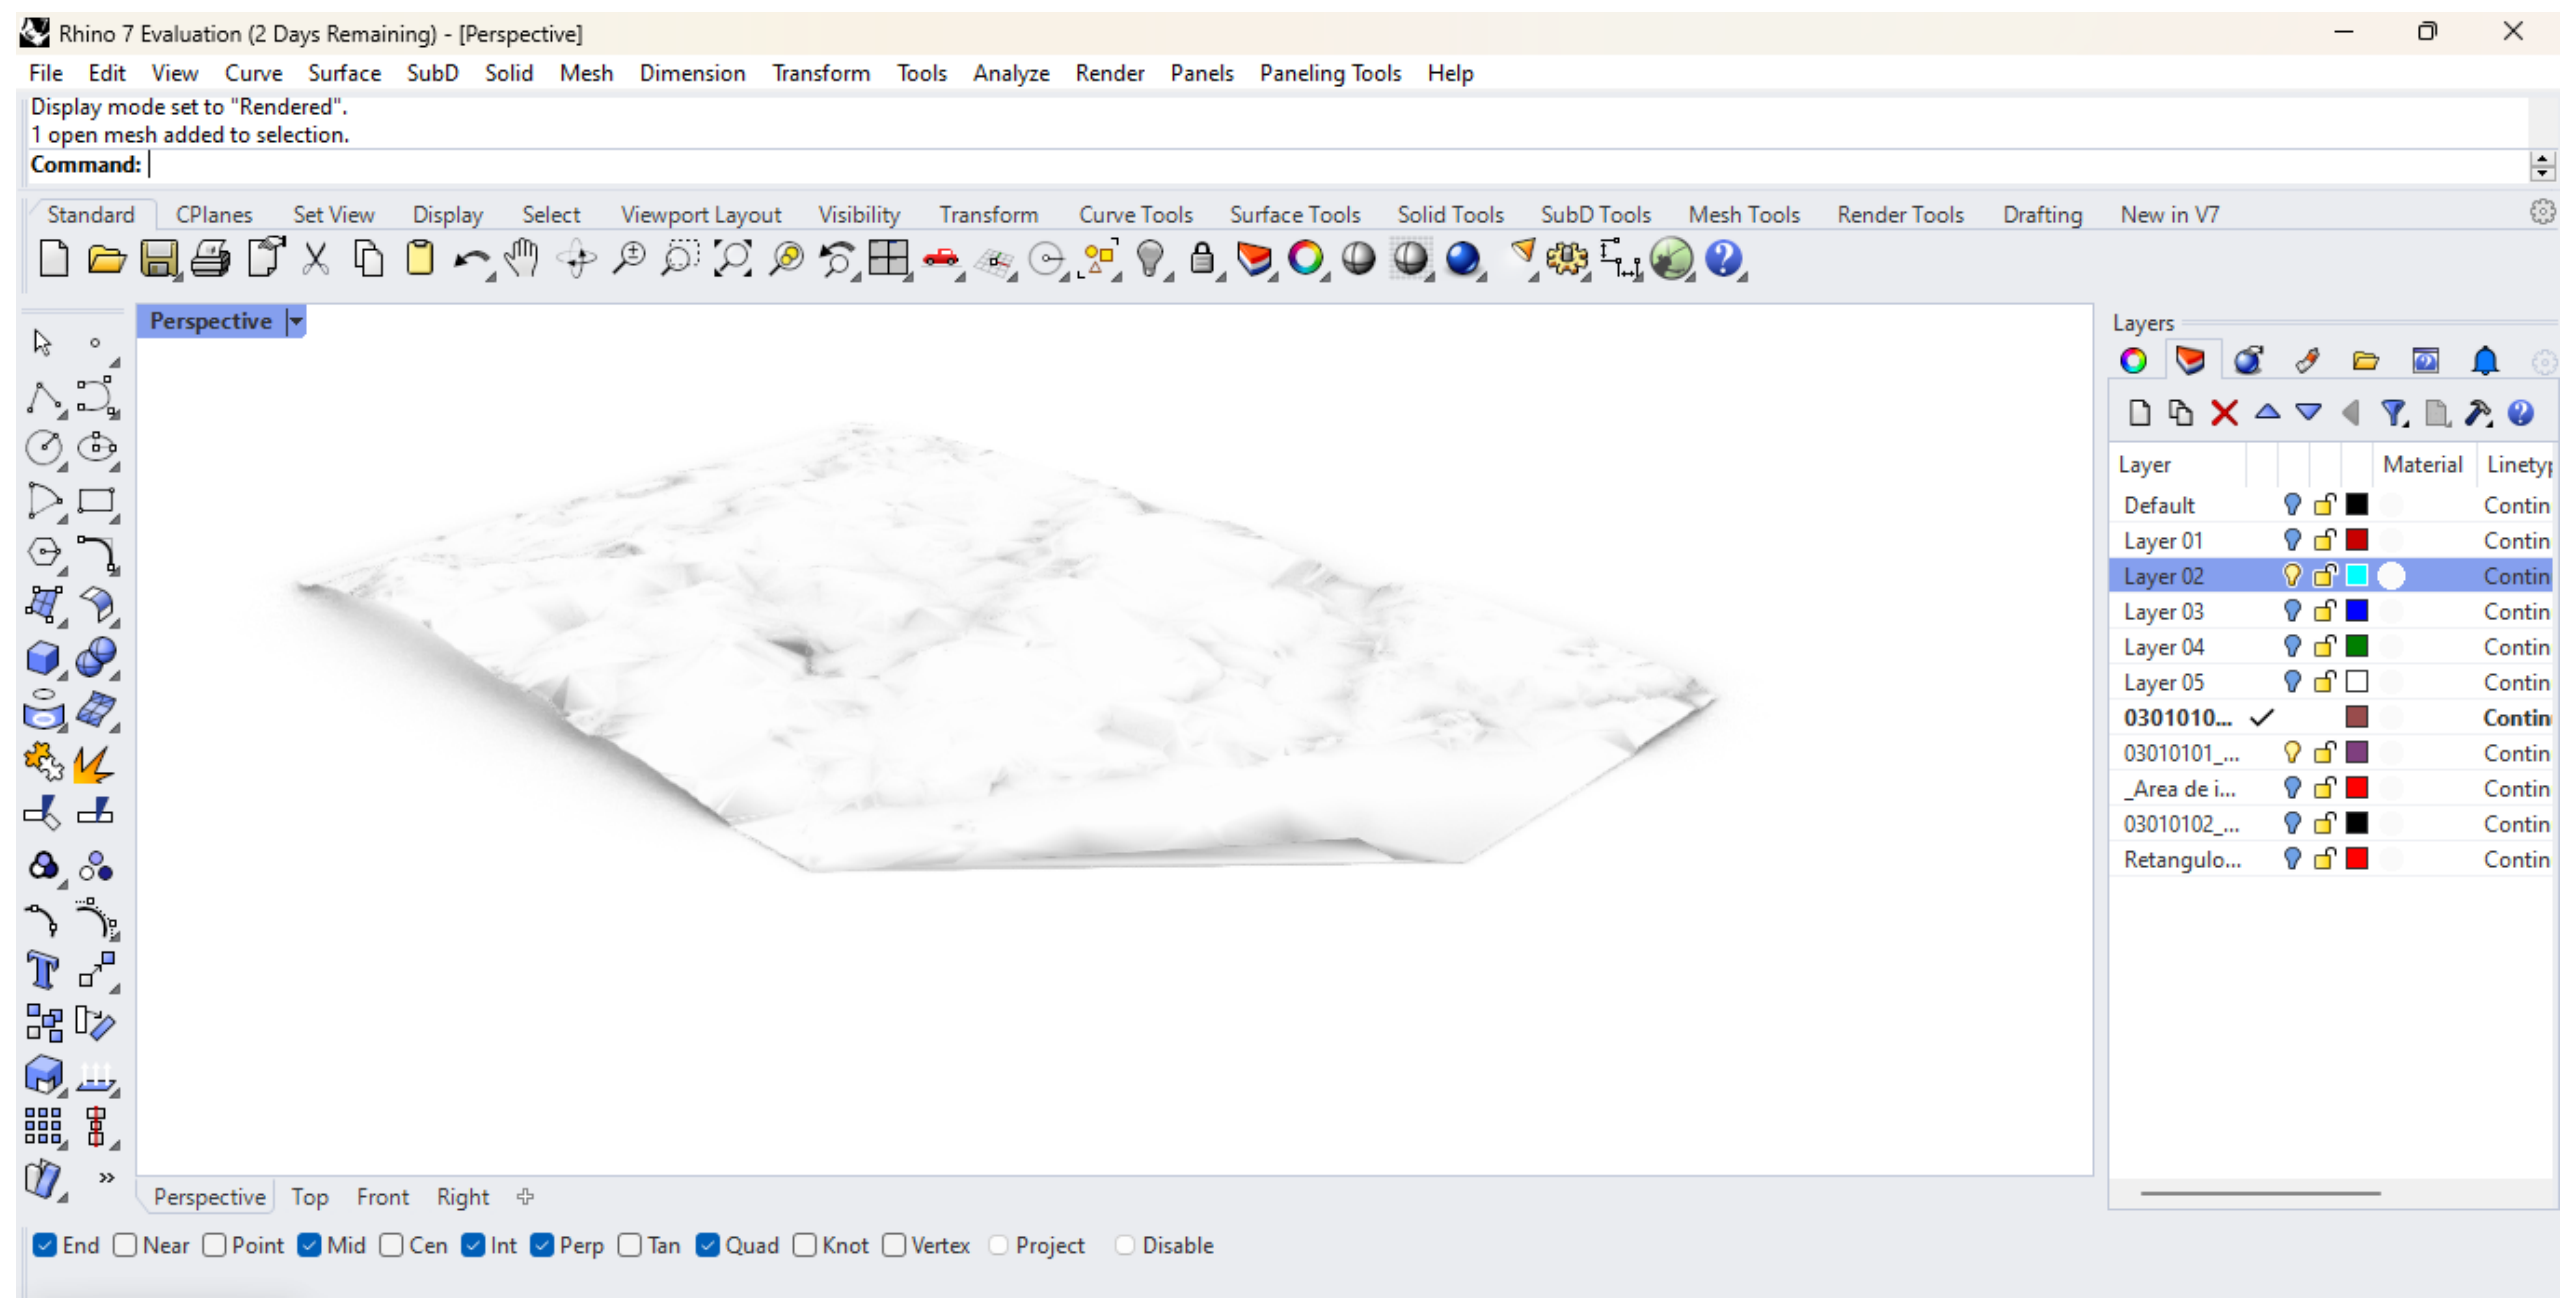 Rhino 7 Evaluation (2 Days Remaining) - [Perspective]
File Edit View Curve Surface SubD Solid Mesh Dimension Transform Tools Analyze Render Panels Paneling Tools Help
Display mode set to "Rendered".
1 open mesh added to selection.
Command:
Standard CPlanes Set View Display Select Viewport Layout Visibility Transform Curve Tools Surface Tools Solid Tools SubD Tools Mesh Tools Render Tools Drafting New in V7
Perspective
Layers
Layer Material Linety
Default Contin
Layer 01 Contin
Layer 02 Contin
Layer 03 Contin
Layer 04 Contin
Layer 05 Contin
0301010... Contin
03010101_... Contin
_Area de i... Contin
03010102_... Contin
Retangulo... Contin
Perspective Top Front Right
End Near Point Mid Cen Int Perp Tan Quad Knot Vertex Project Disable